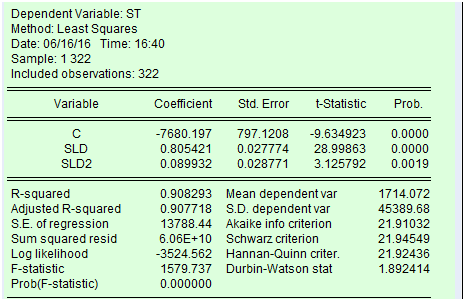 Dependent Variable: ST
Method: Least Squares
Date: 06/16/16 Time: 16:40
Sample: 1 322
Included observations: 322
Variable Coefficient Std. Error t-Statistic Prob.
C -7680.197 797.1208 -9.634923 0.0000
SLD 0.805421 0.027774 28.99863 0.0000
SLD2 0.089932 0.028771 3.125792 0.0019
R-squared 0.908293 Mean dependent var 1714.072
Adjusted R-squared 0.907718 S.D. dependent var 45389.68
S.E. of regression 13788.44 Akaike info criterion 21.91032
Sum squared resid 6.06E+10 Schwarz criterion 21.94549
Log likelihood -3524.562 Hannan-Quinn criter. 21.92436
F-statistic 1579.737 Durbin-Watson stat 1.892414
Prob(F-statistic) 0.000000